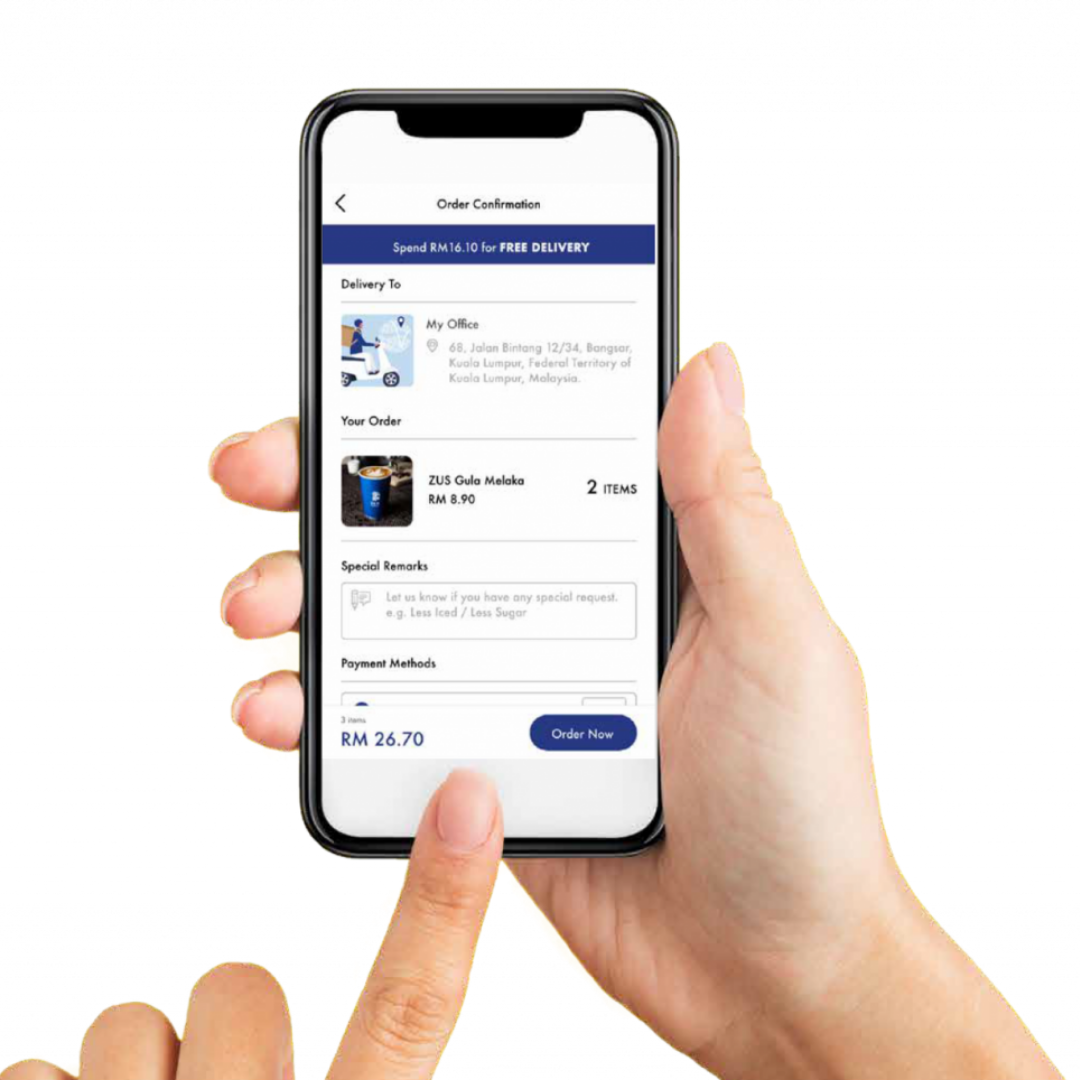 Order Confirmation
Spend RM16.10 for FREE DELIVERY
Delivery To
My Office
68, Jalan Bintang 12/34, Bangsar,
Kuala Lumpur, Federal Territory of
Kuala Lumpur, Malaysia.
Your Order
ZUS Gula Melaka
RM 8.90
2 ITEMS
Special Remarks
Let us know if you have any special request.
e.g. Less Iced / Less Sugar
Payment Methods
3 items
RM 26.70
Order Now